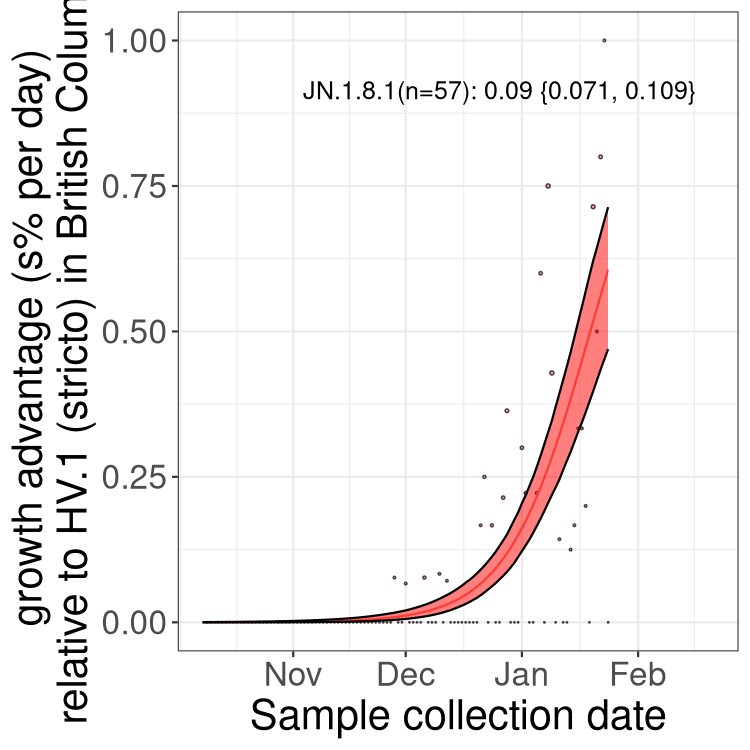 growth advantage (s% per day)
relative to HV.1 (stricto) in British Colum
1.00
0.75
0.50
0.25
0.00
JN.1.8.1(n=57): 0.09 {0.071, 0.109}
Nov Dec Jan Feb
Sample collection date